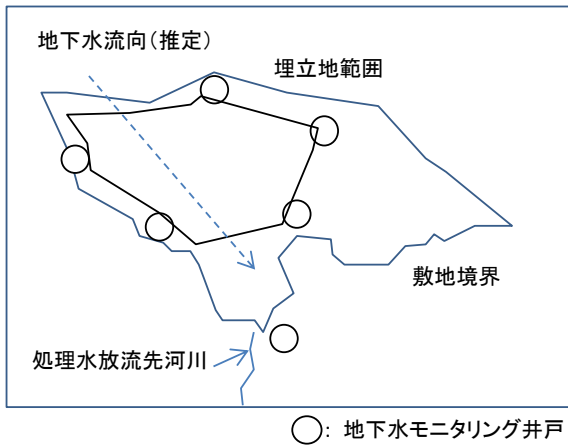 地下水流向(推定)
埋立地範囲
敷地境界
処理水放流先河川
○: 地下水モニタリング井戸